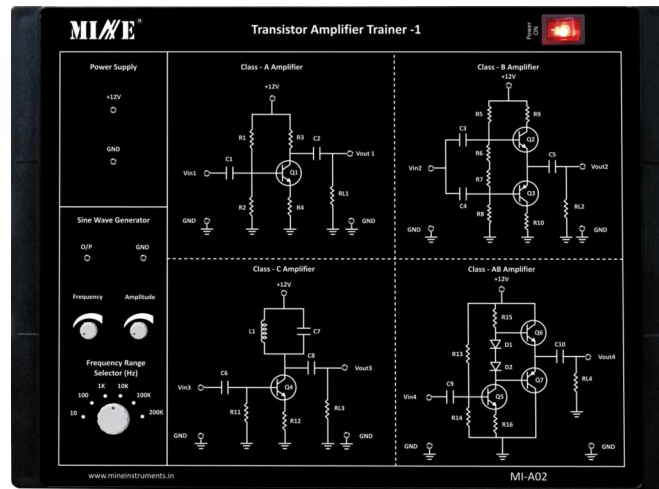 MINE®
Transistor Amplifier Trainer -1
Power
ON
Power Supply
+12V
GND
Sine Wave Generator
O/P
GND
Frequency
Amplitude
Frequency Range
Selector (Hz)
10
100
1K
10K
100K
200K
Class - A Amplifier
+12V
R1
R3
C2
Vout 1
C1
Vin1
Q1
RL1
R2
R4
GND
GND
Class - B Amplifier
+12V
R5
R9
C3
Q2
R6
C5
Vin2
Vout2
R7
Q3
C4
RL2
R8
R10
GND
GND
Class - C Amplifier
+12V
L1
C7
C8
Vout3
C6
Vin3
Q4
R11
RL3
R12
GND
GND
Class - AB Amplifier
+12V
R15
Q6
D1
C10
R13
Vout4
D2
Q7
C9
RL4
Vin4
Q5
R14
R16
GND
GND
www.mineinstruments.in
MI-A02